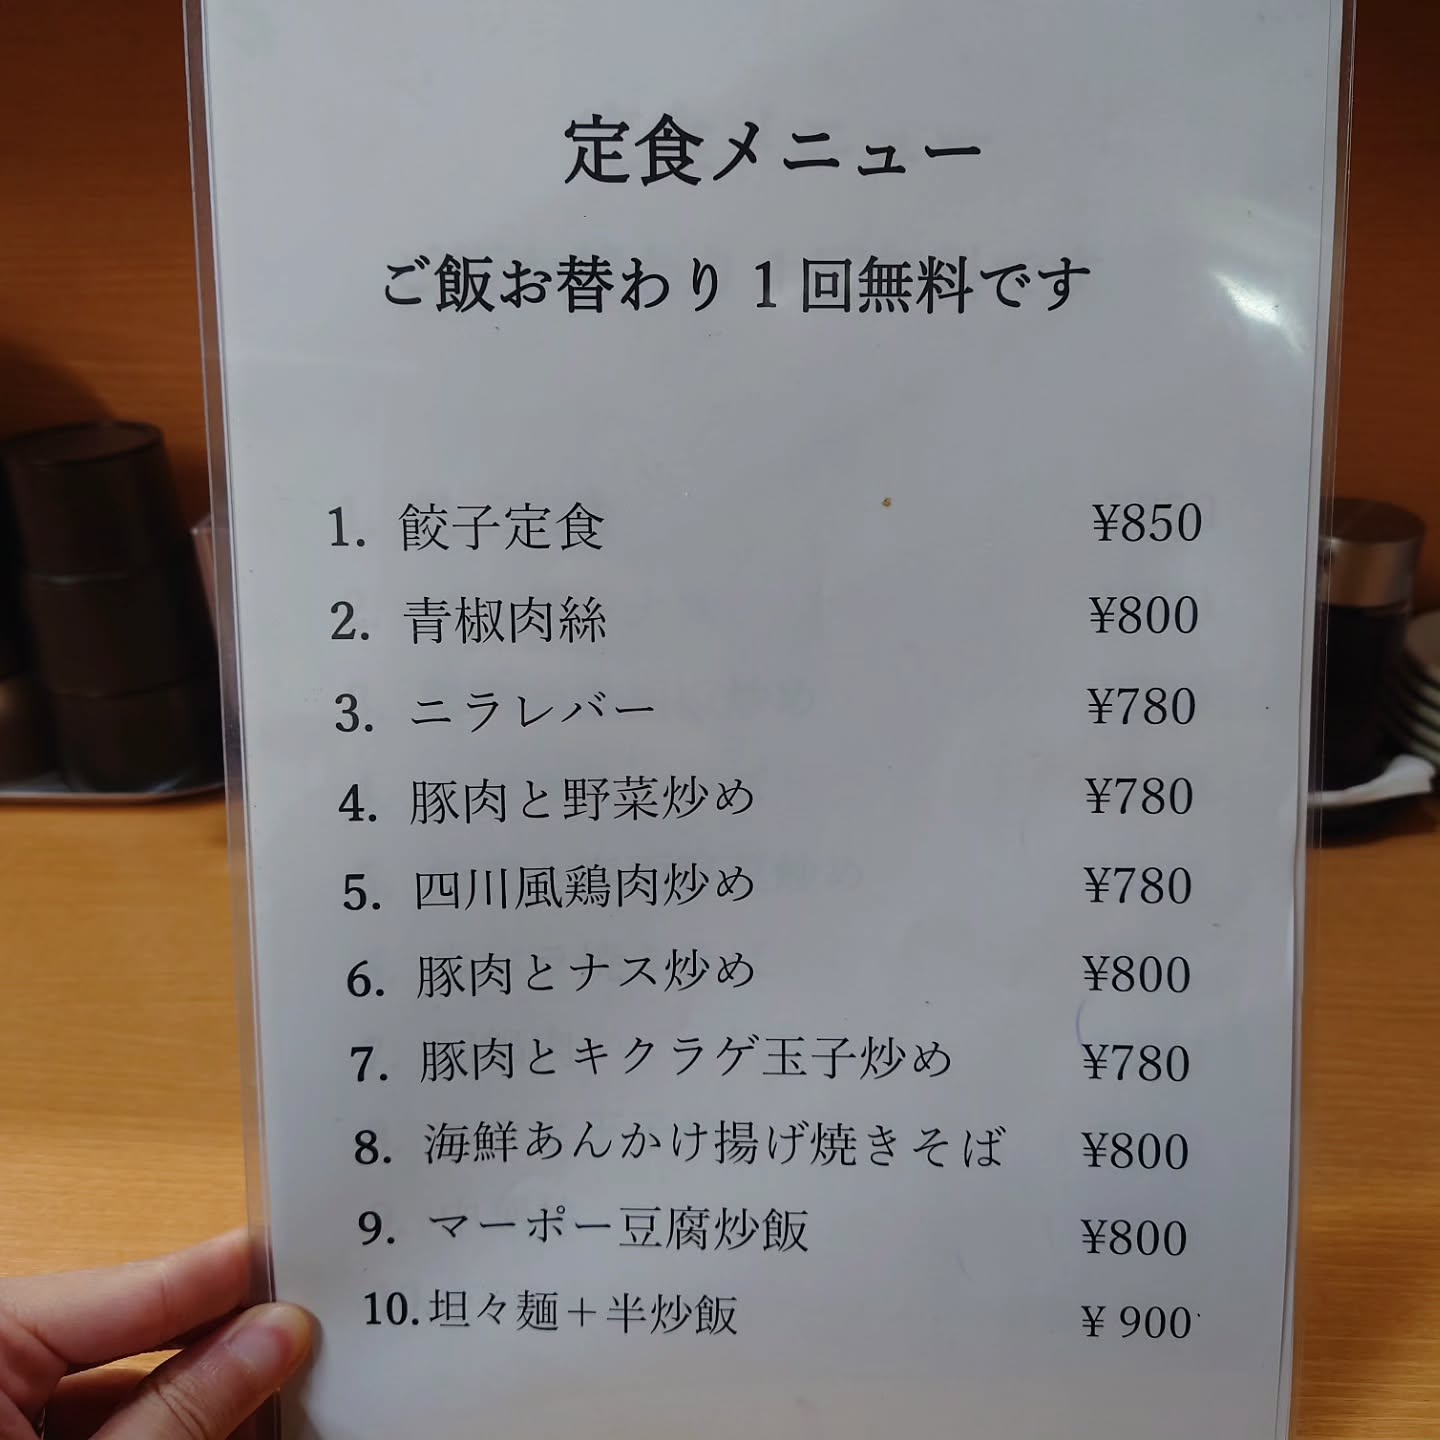 定食メニュー
ご飯お替わり１回無料です
1. 餃子定食 ¥850
2. 青椒肉絲 ¥800
3. ニラレバー ¥780
4. 豚肉と野菜炒め ¥780
5. 四川風鶏肉炒め ¥780
6. 豚肉とナス炒め ¥800
7. 豚肉とキクラゲ玉子炒め ¥780
8. 海鮮あんかけ揚げ焼きそば ¥800
9. マーポー豆腐炒飯 ¥800
10. 坦々麺＋半炒飯 ¥ 900